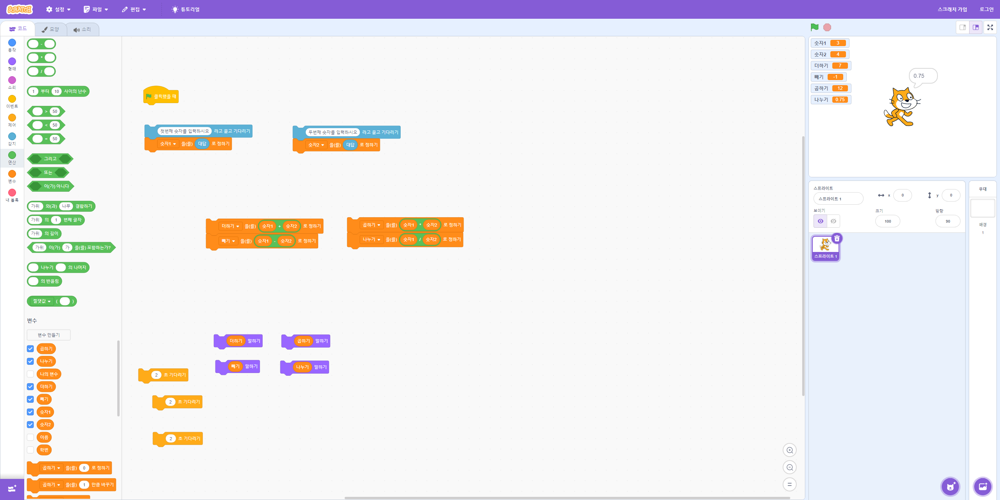 SCRATCH 설정 파일 편집 튜토리얼 스크래치 가입 로그인
코드 모양 소리
동작
형태
소리
이벤트
제어
감지
연산
변수
내 블록
-
*
/
1 부터 10 사이의 난수
> 50
< 50
= 50
그리고
또는
이(가) 아니다
가위 와(과) 나무 결합하기
가위 의 1 번째 글자
가위 의 길이
가위 이(가) 가 을(를) 포함하는가?
나누기 의 나머지
의 반올림
절댓값 ( )
변수
변수 만들기
곱하기
나누기
나의 변수
더하기
빼기
숫자1
숫자2
이름
학번
곱하기 을(를) 0 로 정하기
곱하기 을(를) 1 만큼 바꾸기
클릭했을 때
첫번째 숫자를 입력하시오 라고 묻고 기다리기
숫자1 을(를) 대답 로 정하기
두번째 숫자를 입력하시오 라고 묻고 기다리기
숫자2 을(를) 대답 로 정하기
더하기 을(를) 숫자1 + 숫자2 로 정하기
빼기 을(를) 숫자1 - 숫자2 로 정하기
곱하기 을(를) 숫자1 * 숫자2 로 정하기
나누기 을(를) 숫자1 / 숫자2 로 정하기
더하기 말하기
곱하기 말하기
빼기 말하기
나누기 말하기
2 초 기다리기
2 초 기다리기
2 초 기다리기
숫자1 3
숫자2 4
더하기 7
빼기 -1
곱하기 12
나누기 0.75
0.75
스프라이트
스프라이트 1 x 0 y 0
보이기 크기 방향
100 90
스프라이트 1
무대
배경
1